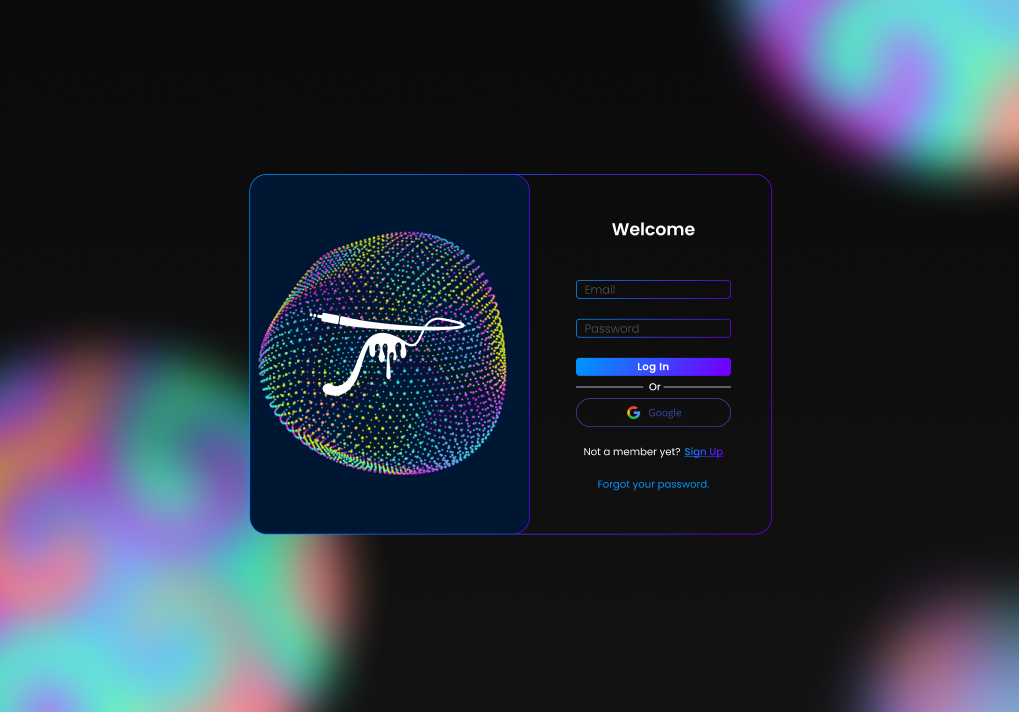 Welcome
Email
Password
Log In
Or
Google
Not a member yet? Sign Up
Forgot your password.